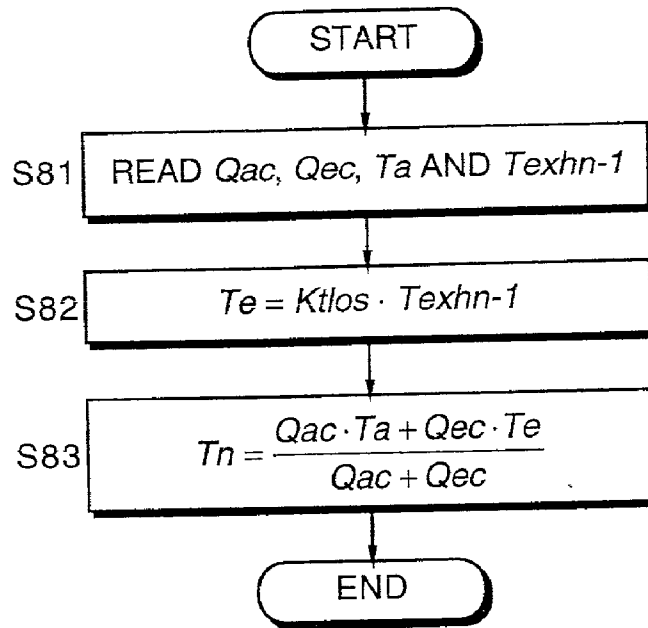 START
S81 READ Qac, Qec, Ta AND Texhn-1
S82 Te = Ktlos · Texhn-1
S83 Tn = (Qac · Ta + Qec · Te) / (Qac + Qec)
END